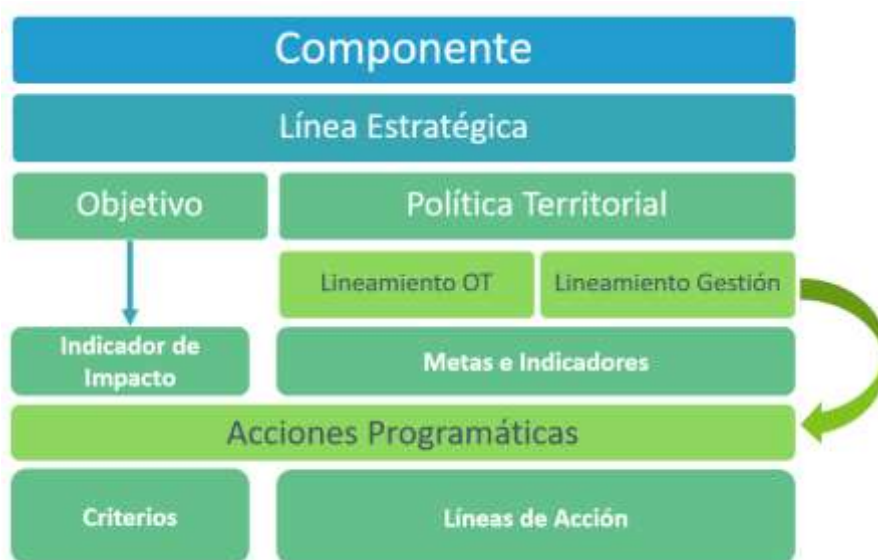 Componente
Línea Estratégica
Objetivo
Política Territorial
Lineamiento OT
Lineamiento Gestión
Indicador de
Impacto
Metas e Indicadores
Acciones Programáticas
Criterios
Líneas de Acción